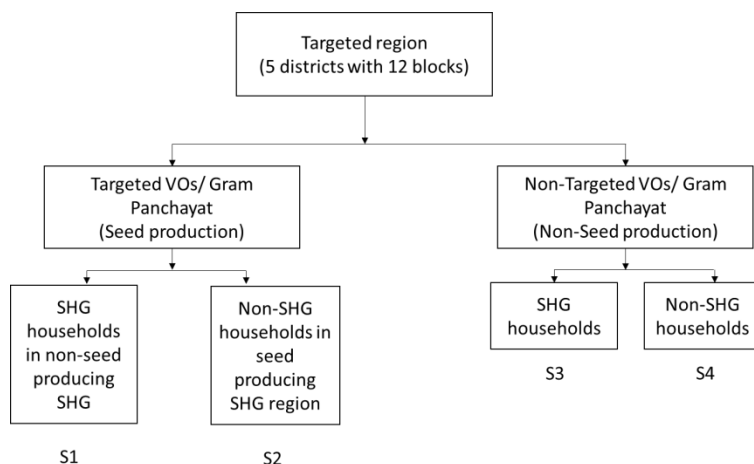 Targeted region
(5 districts with 12 blocks)
Targeted VOs/ Gram
Panchayat
(Seed production)
Non-Targeted VOs/ Gram
Panchayat
(Non-Seed production)
SHG
households
in non-seed
producing
SHG
Non-SHG
households in
seed
producing
SHG region
SHG
households
Non-SHG
households
S3
S4
S1
S2